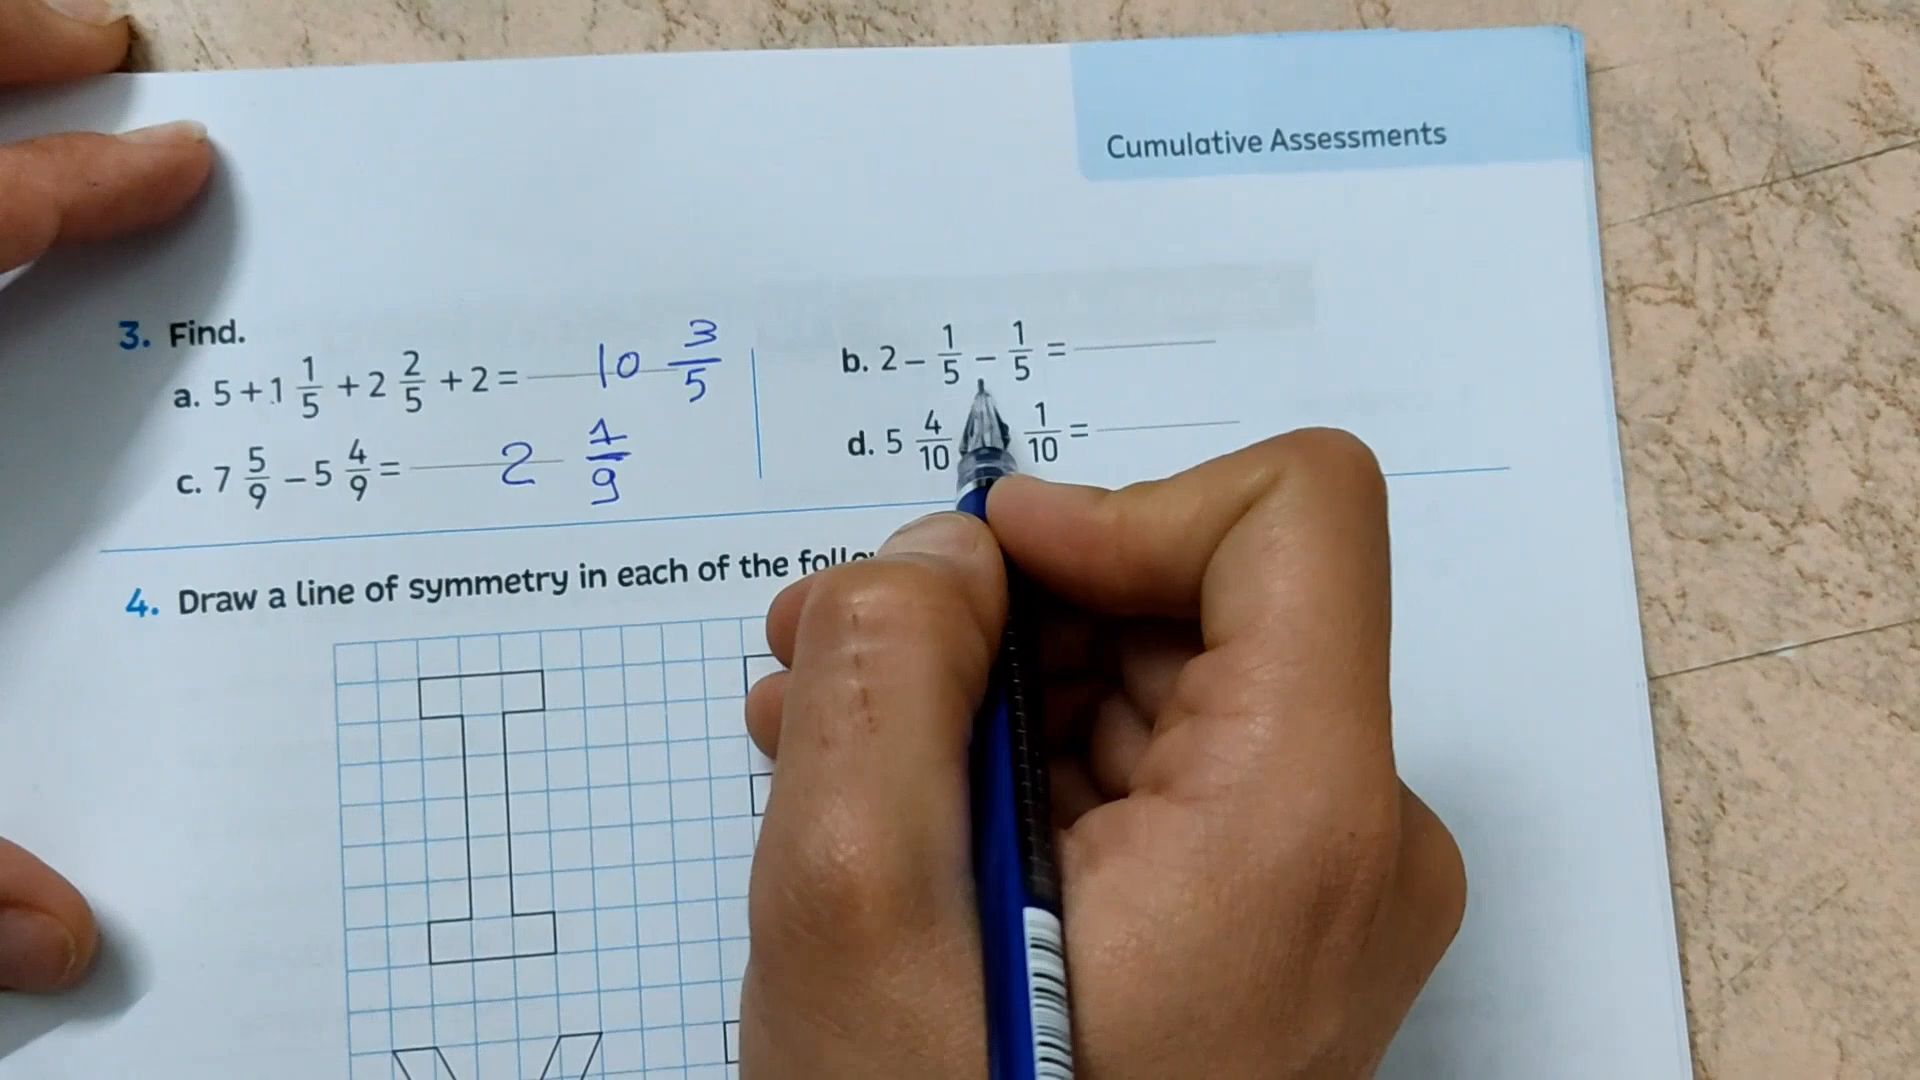 Cumulative Assessments
3. Find.
a. 5 + 1 1/5 + 2 2/5 + 2 = 10 3/5
b. 2 – 1/5 – 1/5 =
c. 7 5/9 – 5 4/9 = 2 1/9
d. 5 4/10 1/10 =
4. Draw a line of symmetry in each of the